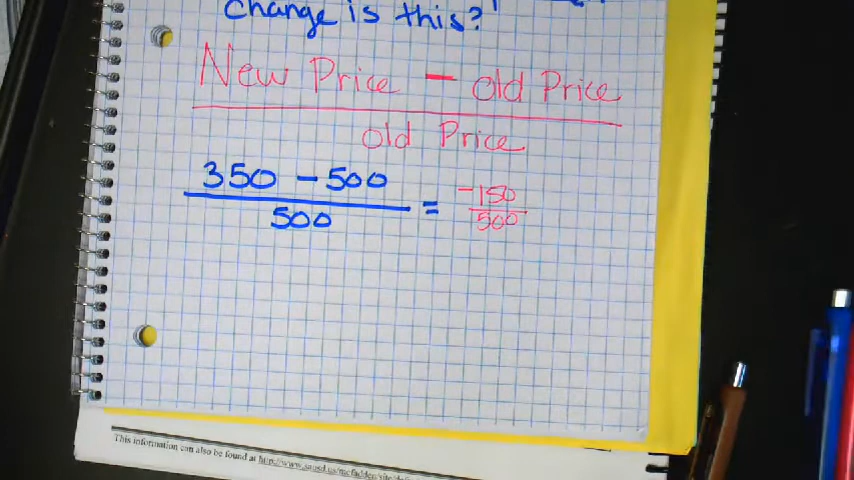 change is this?
New Price - old Price
old Price
350 - 500
500
= -150
500
This information can also be found at